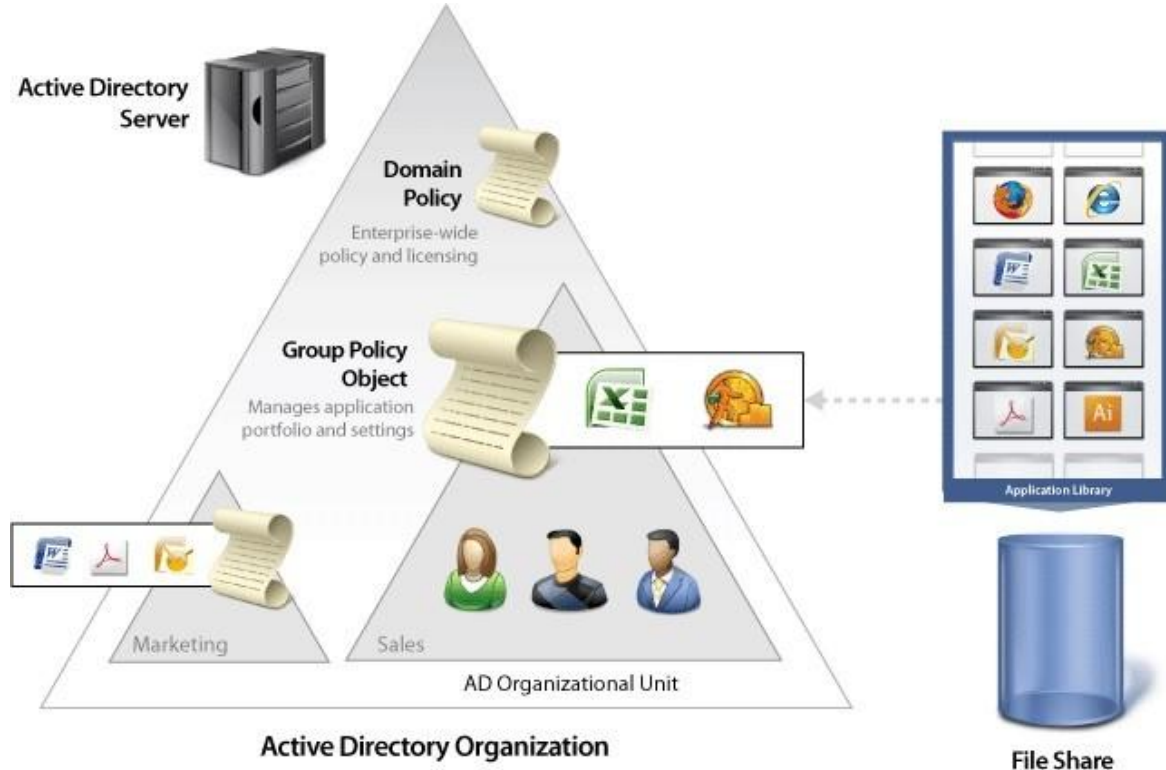 Active Directory
Server
Domain
Policy
Enterprise-wide
policy and licensing
Group Policy
Object
Manages application
portfolio and settings
Marketing
Sales
AD Organizational Unit
Active Directory Organization
W
X
Ai
Application Library
File Share